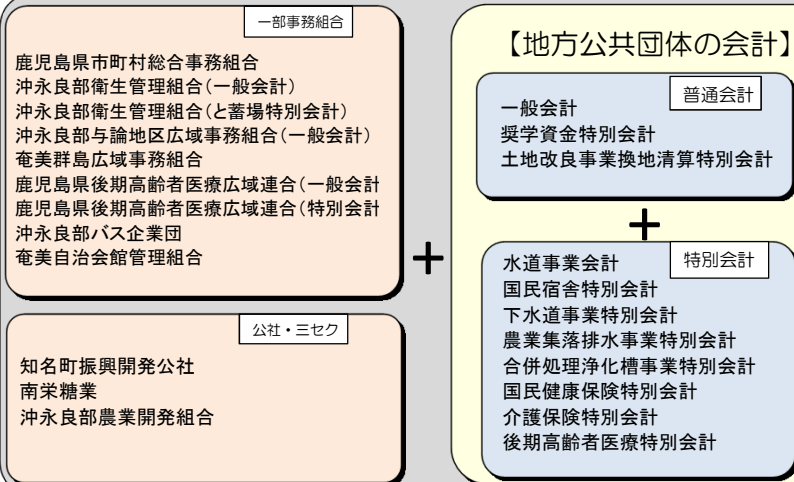 一部事務組合
鹿児島県市町村総合事務組合
沖永良部衛生管理組合(一般会計)
沖永良部衛生管理組合(と蓄場特別会計)
沖永良部与論地区広域事務組合(一般会計)
奄美群島広域事務組合
鹿児島県後期高齢者医療広域連合(一般会計
鹿児島県後期高齢者医療広域連合(特別会計
沖永良部バス企業団
奄美自治会館管理組合
公社・三セク
知名町振興開発公社
南栄糖業
沖永良部農業開発組合
+
【地方公共団体の会計】
普通会計
一般会計
奨学資金特別会計
土地改良事業換地清算特別会計
+
特別会計
水道事業会計
国民宿舎特別会計
下水道事業特別会計
農業集落排水事業特別会計
合併処理浄化槽事業特別会計
国民健康保険特別会計
介護保険特別会計
後期高齢者医療特別会計